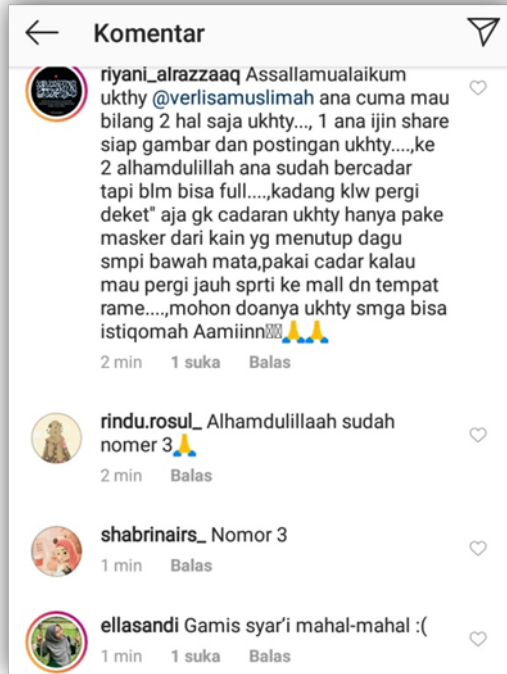 Komentar
riyani_alrazzaaq Assallamualaikum
ukthy @verlisamuslimah ana cuma mau
bilang 2 hal saja ukhty..., 1 ana ijin share
siap gambar dan postingan ukhty....,ke
2 alhamdulillah ana sudah bercadar
tapi blm bisa full....,kadang klw pergi
deket" aja gk cadaran ukhty hanya pake
masker dari kain yg menutup dagu
smpi bawah mata,pakai cadar kalau
mau pergi jauh sprti ke mall dn tempat
rame....,mohon doanya ukhty smga bisa
istiqomah Aamiinn🙏🙏
2 min 1 suka Balas
rindu.rosul_ Alhamdulillaah sudah
nomer 3🙏
2 min Balas
shabrinairs_ Nomor 3
1 min Balas
ellasandi Gamis syar'i mahal-mahal :(
1 min 1 suka Balas